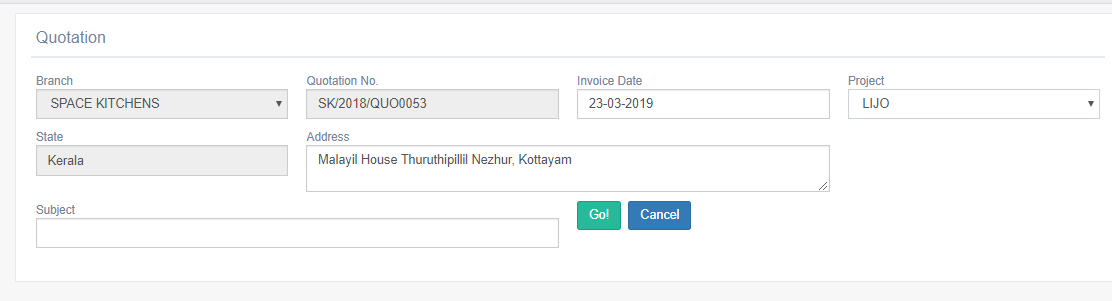 Quotation
Branch
Quotation No.
Invoice Date
Project
SPACE KITCHENS
SK/2018/QUO0053
23-03-2019
LIJO
State
Address
Kerala
Malayil House Thuruthipillil Nezhur, Kottayam
Subject
Go!
Cancel